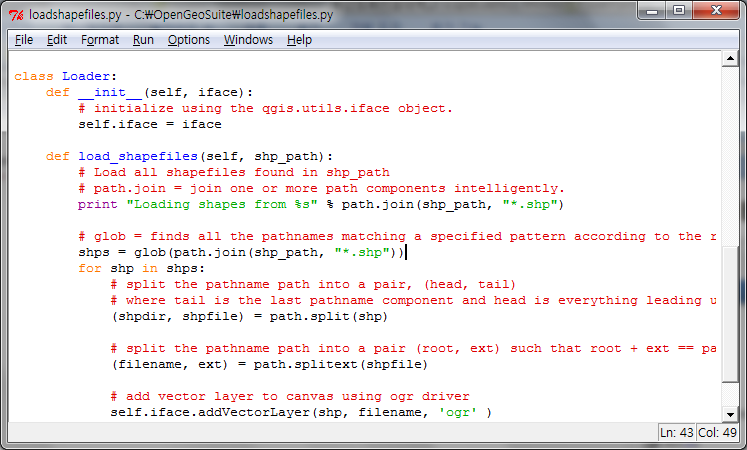 loadshapefiles.py - C:₩OpenGeoSuite₩loadshapefiles.py
File Edit Format Run Options Windows Help
class Loader:
    def __init__(self, iface):
        # initialize using the qgis.utils.iface object.
        self.iface = iface
    def load_shapefiles(self, shp_path):
        # Load all shapefiles found in shp_path
        # path.join = join one or more path components intelligently.
        print "Loading shapes from %s" % path.join(shp_path, "*.shp")
        # glob = finds all the pathnames matching a specified pattern according to the r
        shps = glob(path.join(shp_path, "*.shp"))
        for shp in shps:
            # split the pathname path into a pair, (head, tail)
            # where tail is the last pathname component and head is everything leading u
            (shpdir, shpfile) = path.split(shp)
            # split the pathname path into a pair (root, ext) such that root + ext == pa
            (filename, ext) = path.splitext(shpfile)
            # add vector layer to canvas using ogr driver
            self.iface.addVectorLayer(shp, filename, 'ogr' )
Ln: 43 Col: 49